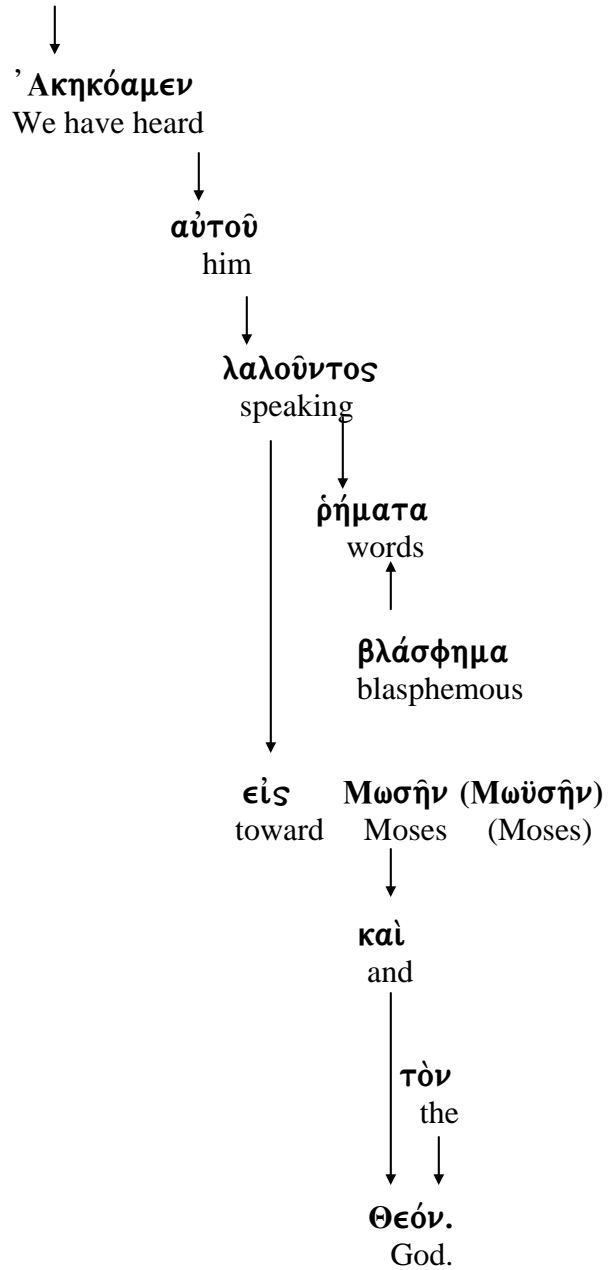 Ἀκηκόαμεν
We have heard
αὐτοῦ
him
λαλοῦντος
speaking
ῥήματα
words
βλάσφημα
blasphemous
εἰς Μωσῆν (Μωϋσῆν)
toward Moses (Moses)
καὶ
and
τὸν
the
Θεόν.
God.